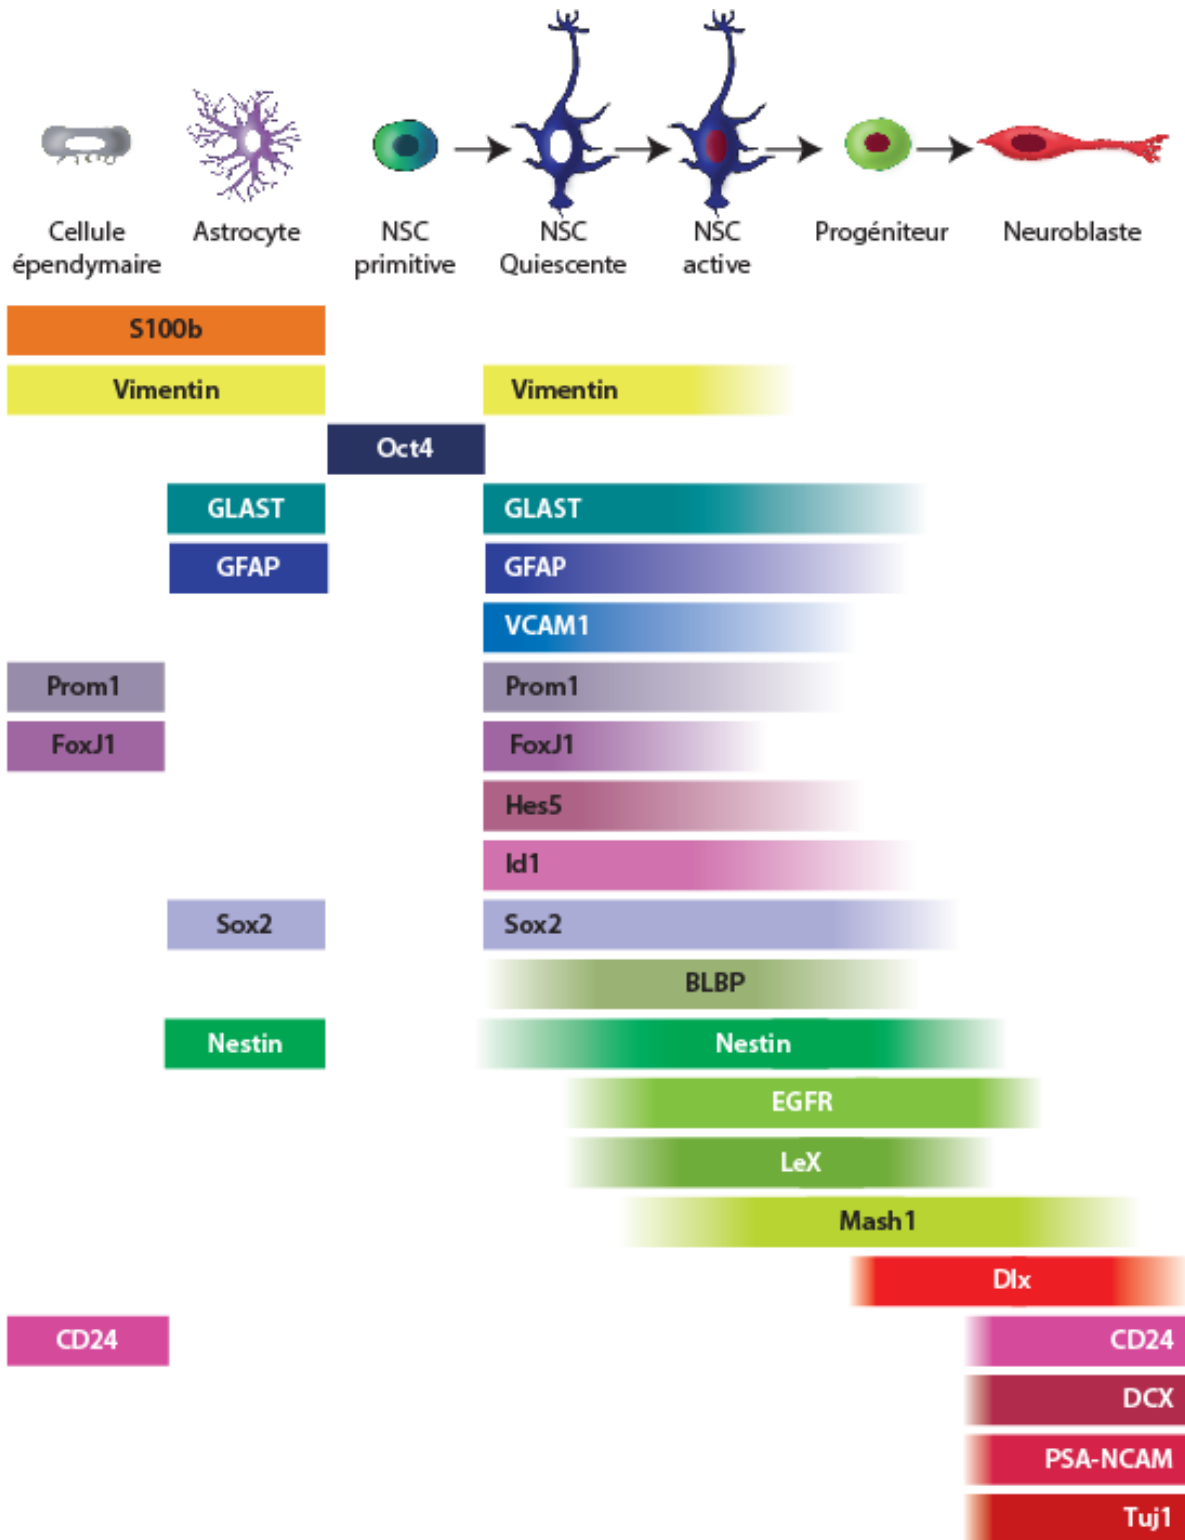 Cellule
épendymaire
Astrocyte
NSC
primitive
NSC
Quiescente
NSC
active
Progéniteur
Neuroblaste
S100b
Vimentin
Vimentin
Oct4
GLAST
GLAST
GFAP
GFAP
VCAM1
Prom1
Prom1
FoxJ1
FoxJ1
Hes5
Id1
Sox2
Sox2
BLBP
Nestin
Nestin
EGFR
LeX
Mash1
Dlx
CD24
CD24
DCX
PSA-NCAM
Tuj1